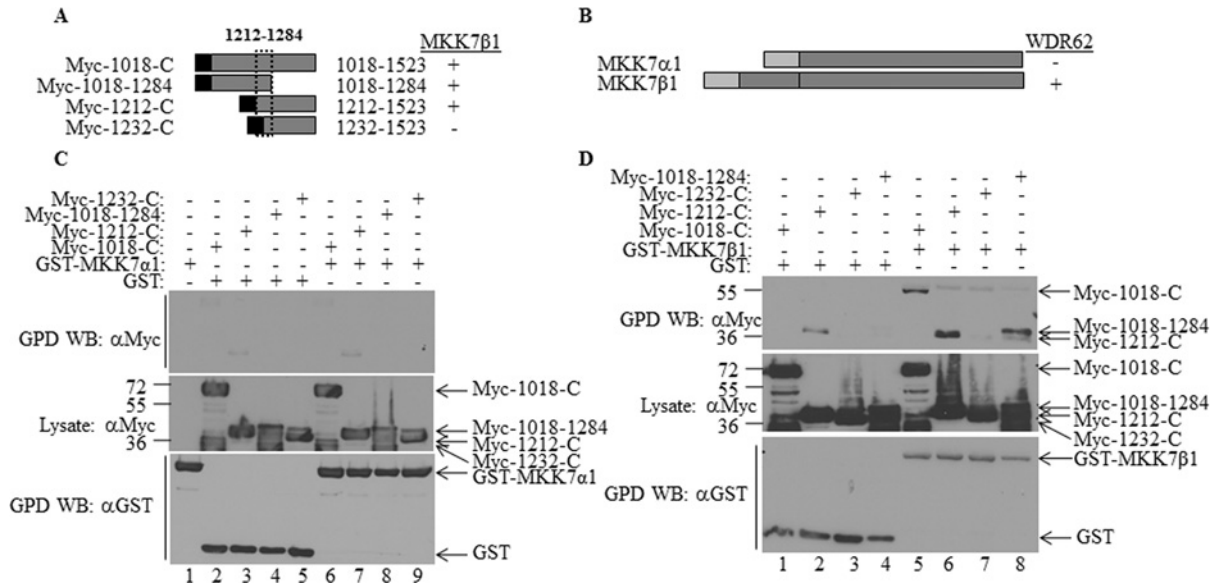 A
1212-1284
MKK7β1
Myc-1018-C 1018-1523 +
Myc-1018-1284 1018-1284 +
Myc-1212-C 1212-1523 +
Myc-1232-C 1232-1523 -
B
WDR62
MKK7α1 -
MKK7β1 +
C
Myc-1232-C: - - - - + - - - +
Myc-1018-1284: - - - + - - - + -
Myc-1212-C: - - + - - - + - -
Myc-1018-C: - + - - - + - - -
GST-MKK7α1: + - - - - + + + +
GST: - + + + + - - - -
GPD WB: αMyc
72
55
36
Lysate: αMyc
Myc-1018-C
Myc-1018-1284
Myc-1212-C
Myc-1232-C
GST-MKK7α1
GPD WB: αGST
GST
1 2 3 4 5 6 7 8 9
D
Myc-1018-1284: - - - + - - - +
Myc-1232-C: - - + - - - + -
Myc-1212-C: - + - - - + - -
Myc-1018-C: + - - - + - - -
GST-MKK7β1: - - - - + + + +
GST: + + + + - - - -
55
36
GPD WB: αMyc
Myc-1018-C
Myc-1018-1284
Myc-1212-C
72
55
36
Lysate: αMyc
Myc-1018-C
Myc-1018-1284
Myc-1212-C
Myc-1232-C
GST-MKK7β1
GPD WB: αGST
GST
1 2 3 4 5 6 7 8